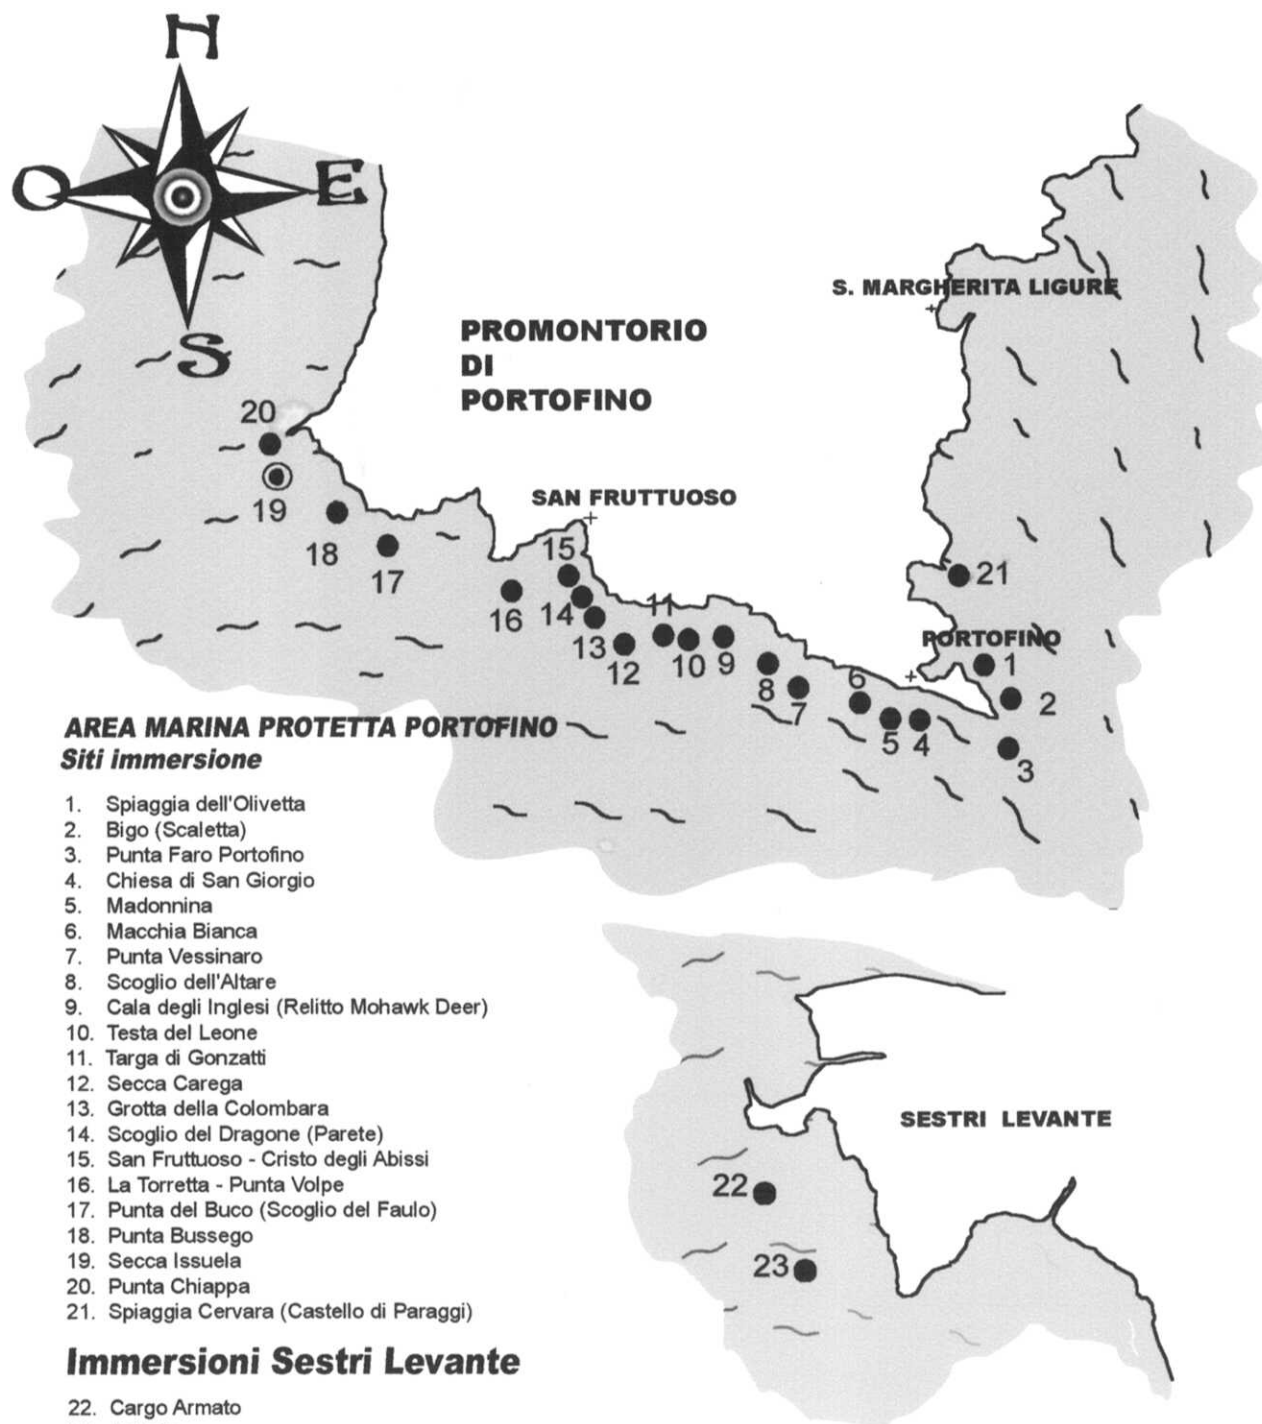 N
O
E
S
S. MARGHERITA LIGURE
PROMONTORIO
DI
PORTOFINO
20
19
18
17
SAN FRUTTUOSO
16
15
14
13
12
11
10
9
8
7
6
5
4
21
PORTOFINO
1
2
3
AREA MARINA PROTETTA PORTOFINO
Siti immersione
1. Spiaggia dell'Olivetta
2. Bigo (Scaletta)
3. Punta Faro Portofino
4. Chiesa di San Giorgio
5. Madonnina
6. Macchia Bianca
7. Punta Vessinaro
8. Scoglio dell'Altare
9. Cala degli Inglesi (Relitto Mohawk Deer)
10. Testa del Leone
11. Targa di Gonzatti
12. Secca Carega
13. Grotta della Colombara
14. Scoglio del Dragone (Parete)
15. San Fruttuoso - Cristo degli Abissi
16. La Torretta - Punta Volpe
17. Punta del Buco (Scoglio del Faulo)
18. Punta Bussego
19. Secca Issuela
20. Punta Chiappa
21. Spiaggia Cervara (Castello di Paraggi)
Immersioni Sestri Levante
22. Cargo Armato
SESTRI LEVANTE
22
23